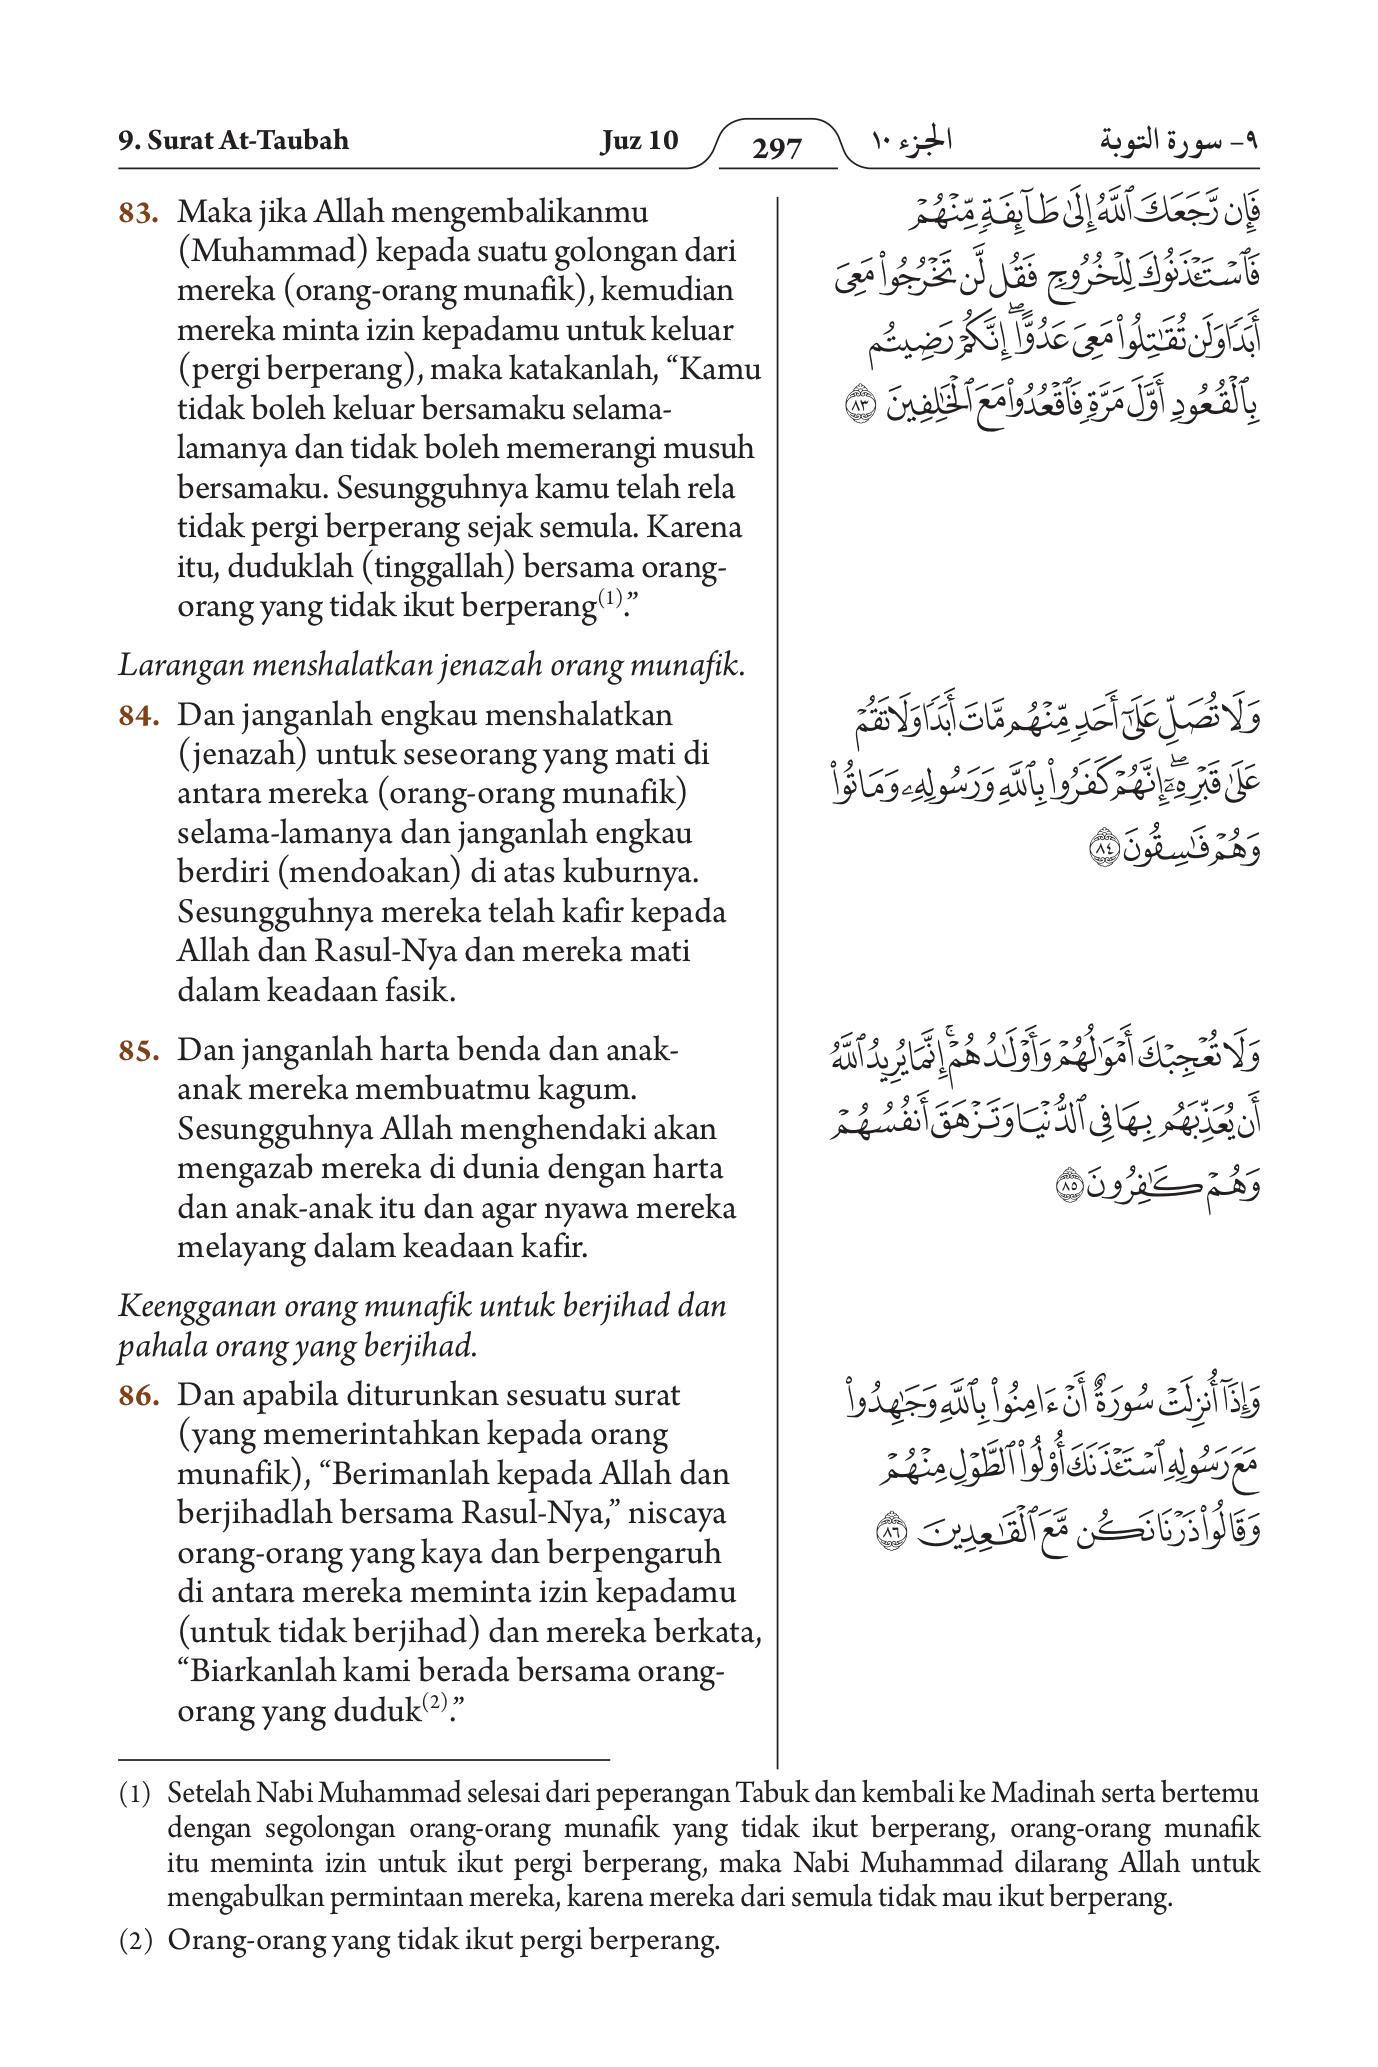 9. Surat At-Taubah Juz 10 297 الجزء ١٠ ٩- سورة التوبة
83. Maka jika Allah mengembalikanmu
(Muhammad) kepada suatu golongan dari
mereka (orang-orang munafik), kemudian
mereka minta izin kepadamu untuk keluar
(pergi berperang), maka katakanlah, “Kamu
tidak boleh keluar bersamaku selama-
lamanya dan tidak boleh memerangi musuh
bersamaku. Sesungguhnya kamu telah rela
tidak pergi berperang sejak semula. Karena
itu, duduklah (tinggallah) bersama orang-
orang yang tidak ikut berperang(1).”
فَإِن رَّجَعَكَ ٱللَّهُ إِلَىٰ طَآئِفَةٍ مِّنْهُمْ
فَٱسْتَـْٔذَنُوكَ لِلْخُرُوجِ فَقُل لَّن تَخْرُجُوا۟ مَعِىَ
أَبَدًا وَلَن تُقَـٰتِلُوا۟ مَعِىَ عَدُوًّا ۖ إِنَّكُمْ رَضِيتُم
بِٱلْقُعُودِ أَوَّلَ مَرَّةٍ فَٱقْعُدُوا۟ مَعَ ٱلْخَـٰلِفِينَ ٨٣
Larangan menshalatkan jenazah orang munafik.
84. Dan janganlah engkau menshalatkan
(jenazah) untuk seseorang yang mati di
antara mereka (orang-orang munafik)
selama-lamanya dan janganlah engkau
berdiri (mendoakan) di atas kuburnya.
Sesungguhnya mereka telah kafir kepada
Allah dan Rasul-Nya dan mereka mati
dalam keadaan fasik.
وَلَا تُصَلِّ عَلَىٰٓ أَحَدٍ مِّنْهُم مَّاتَ أَبَدًا وَلَا تَقُمْ
عَلَىٰ قَبْرِهِۦٓ ۖ إِنَّهُمْ كَفَرُوا۟ بِٱللَّهِ وَرَسُولِهِۦ وَمَاتُوا۟
وَهُمْ فَـٰسِقُونَ ٨٤
85. Dan janganlah harta benda dan anak-
anak mereka membuatmu kagum.
Sesungguhnya Allah menghendaki akan
mengazab mereka di dunia dengan harta
dan anak-anak itu dan agar nyawa mereka
melayang dalam keadaan kafir.
وَلَا تُعْجِبْكَ أَمْوَٰلُهُمْ وَأَوْلَـٰدُهُمْ ۚ إِنَّمَا يُرِيدُ ٱللَّهُ
أَن يُعَذِّبَهُم بِهَا فِى ٱلدُّنْيَا وَتَزْهَقَ أَنفُسُهُمْ
وَهُمْ كَـٰفِرُونَ ٨٥
Keengganan orang munafik untuk berjihad dan
pahala orang yang berjihad.
86. Dan apabila diturunkan sesuatu surat
(yang memerintahkan kepada orang
munafik), “Berimanlah kepada Allah dan
berjihadlah bersama Rasul-Nya,” niscaya
orang-orang yang kaya dan berpengaruh
di antara mereka meminta izin kepadamu
(untuk tidak berjihad) dan mereka berkata,
“Biarkanlah kami berada bersama orang-
orang yang duduk(2).”
وَإِذَآ أُنزِلَتْ سُورَةٌ أَنْ ءَامِنُوا۟ بِٱللَّهِ وَجَـٰهِدُوا۟
مَعَ رَسُولِهِ ٱسْتَـْٔذَنَكَ أُو۟لُوا۟ ٱلطَّوْلِ مِنْهُمْ
وَقَالُوا۟ ذَرْنَا نَكُن مَّعَ ٱلْقَـٰعِدِينَ ٨٦
(1) Setelah Nabi Muhammad selesai dari peperangan Tabuk dan kembali ke Madinah serta bertemu
dengan segolongan orang-orang munafik yang tidak ikut berperang, orang-orang munafik
itu meminta izin untuk ikut pergi berperang, maka Nabi Muhammad dilarang Allah untuk
mengabulkan permintaan mereka, karena mereka dari semula tidak mau ikut berperang.
(2) Orang-orang yang tidak ikut pergi berperang.